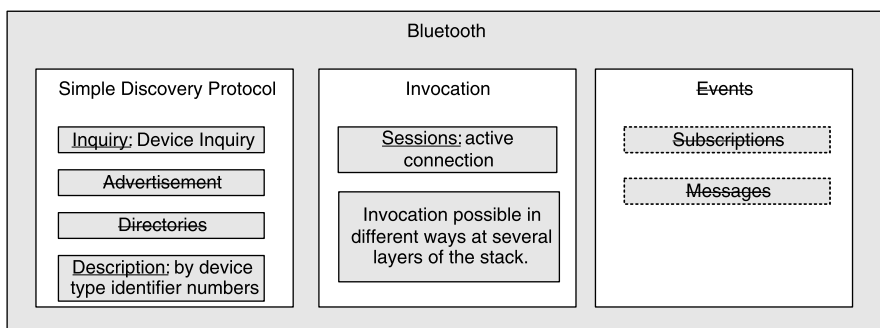 Bluetooth
Simple Discovery Protocol
Inquiry: Device Inquiry
Advertisement
Directories
Description: by device
type identifier numbers
Invocation
Sessions: active
connection
Invocation possible in
different ways at several
layers of the stack.
Events
Subscriptions
Messages